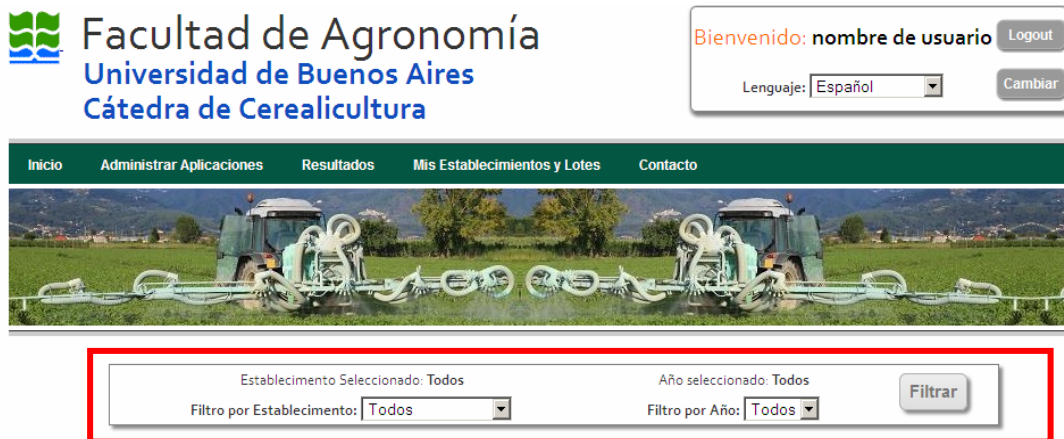 Facultad de Agronomía
Universidad de Buenos Aires
Cátedra de Cerealicultura
Bienvenido: nombre de usuario Logout
Lenguaje: Español Cambiar
Inicio Administrar Aplicaciones Resultados Mis Establecimientos y Lotes Contacto
Establecimento Seleccionado: Todos Año seleccionado: Todos
Filtro por Establecimento: Todos Filtro por Año: Todos Filtrar